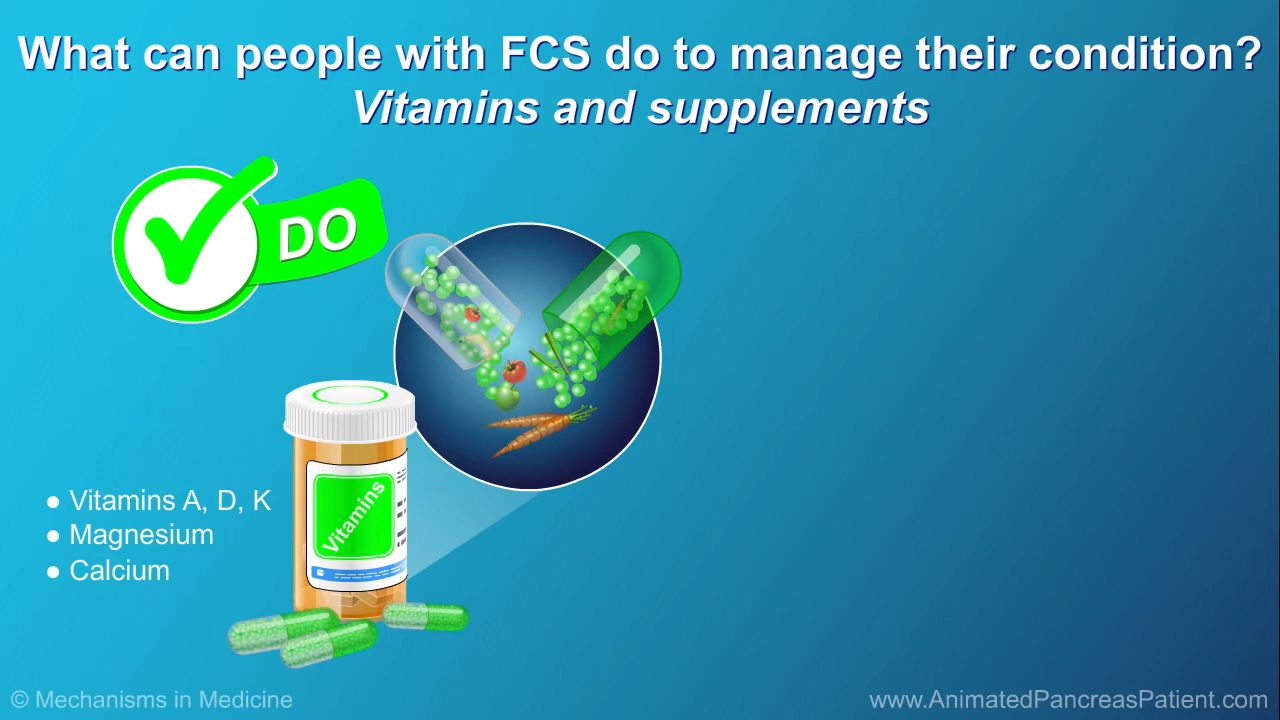 What can people with FCS do to manage their condition?
Vitamins and supplements
DO
Vitamins
● Vitamins A, D, K
● Magnesium
● Calcium
© Mechanisms in Medicine
www.AnimatedPancreasPatient.com